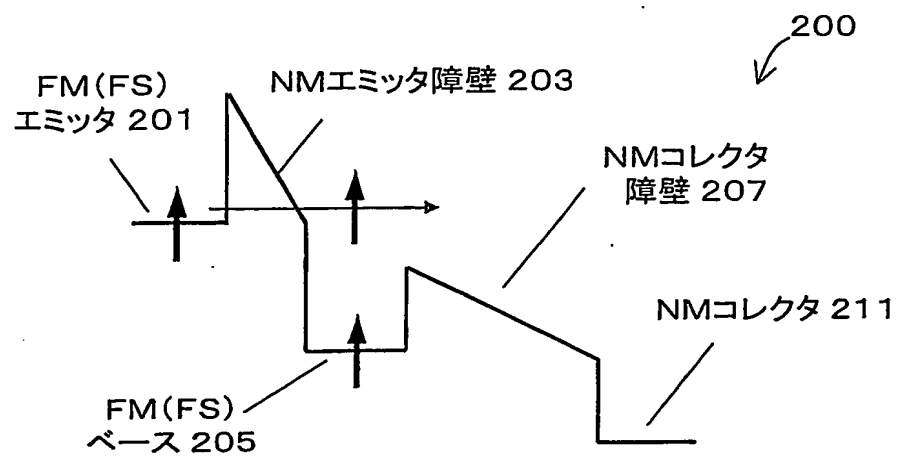 200
FM(FS)
エミッタ 201
NMエミッタ障壁 203
NMコレクタ
障壁 207
NMコレクタ 211
FM(FS)
ベース 205